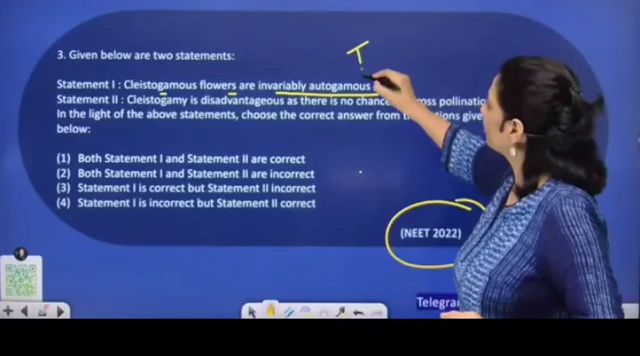 T
3. Given below are two statements:
Statement I : Cleistogamous flowers are invariably autogamous
Statement II : Cleistogamy is disadvantageous as there is no chance
In the light of the above statements, choose the correct answer from
below:
(1) Both Statement I and Statement II are correct
(2) Both Statement I and Statement II are incorrect
(3) Statement I is correct but Statement II incorrect
(4) Statement I is incorrect but Statement II correct
(NEET 2022)